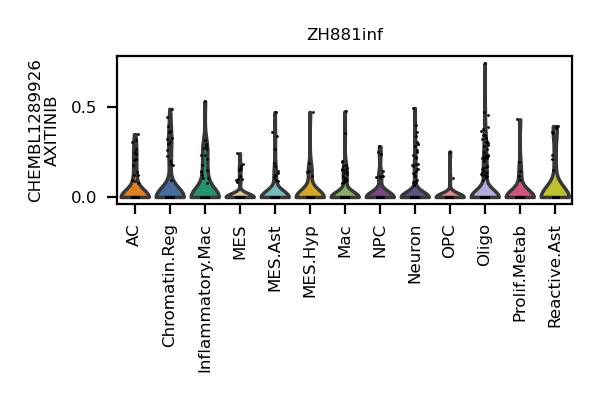 ZH881inf
CHEMBL1289926
AXITINIB
0.5
0.0
AC
Chromatin.Reg
Inflammatory.Mac
MES
MES.Ast
MES.Hyp
Mac
NPC
Neuron
OPC
Oligo
Prolif.Metab
Reactive.Ast